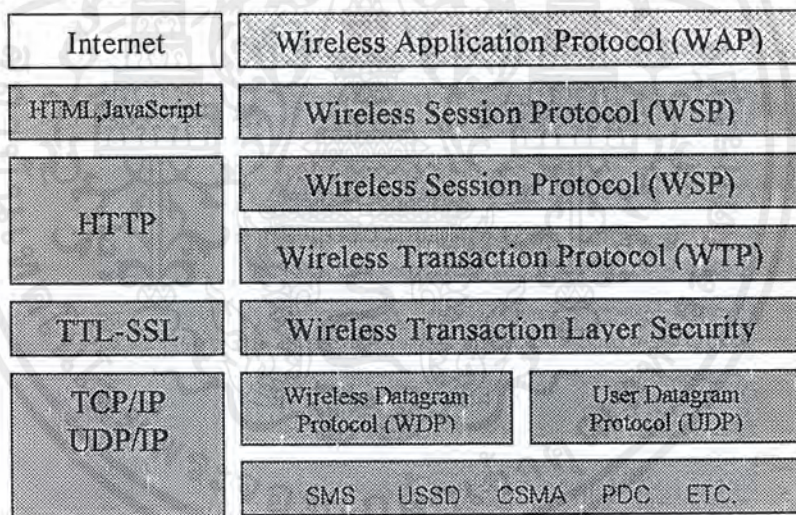 Internet
Wireless Application Protocol (WAP)
HTML,JavaScript
Wireless Session Protocol (WSP)
HTTP
Wireless Session Protocol (WSP)
Wireless Transaction Protocol (WTP)
TTL-SSL
Wireless Transaction Layer Security
TCP/IP
UDP/IP
Wireless Datagram
Protocol (WDP)
User Datagram
Protocol (UDP)
SMS USSD CSMA PDC ETC.